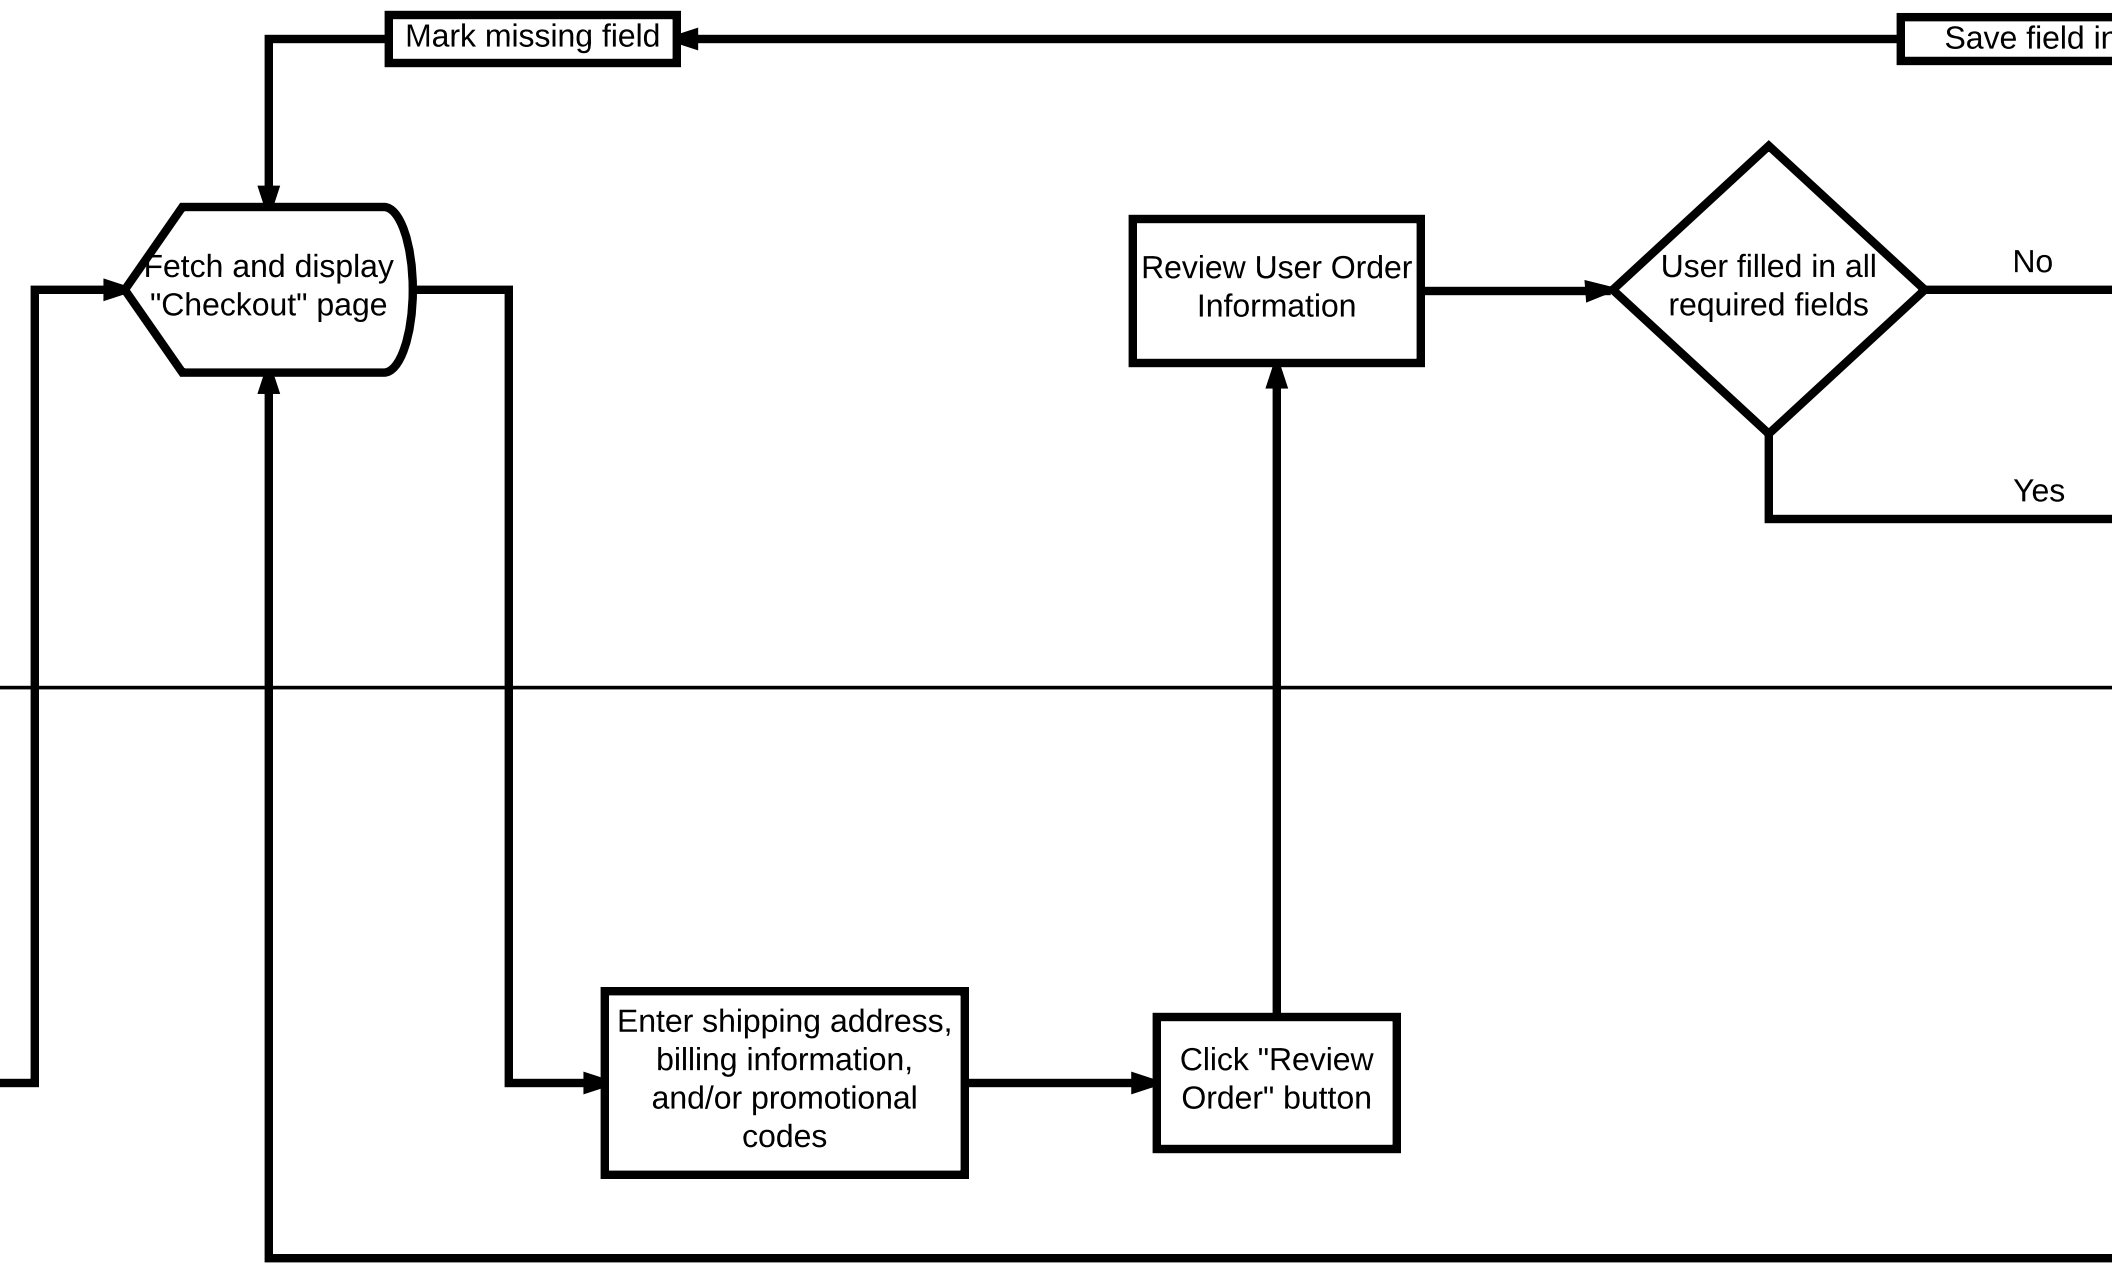 Mark missing field
Save field
Fetch and display
"Checkout" page
Review User Order
Information
User filled in all
required fields
No
Yes
Enter shipping address,
billing information,
and/or promotional
codes
Click "Review
Order" button